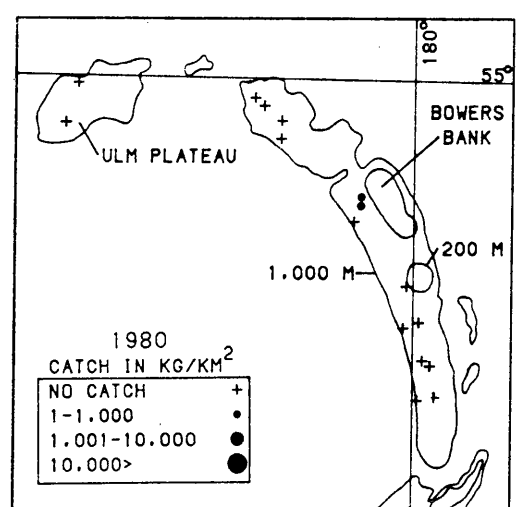 180°
55°
BOWERS
BANK
ULM PLATEAU
200 M
1,000 M
1980
CATCH IN KG/KM²
NO CATCH +
1-1.000
1.001-10.000
10.000>